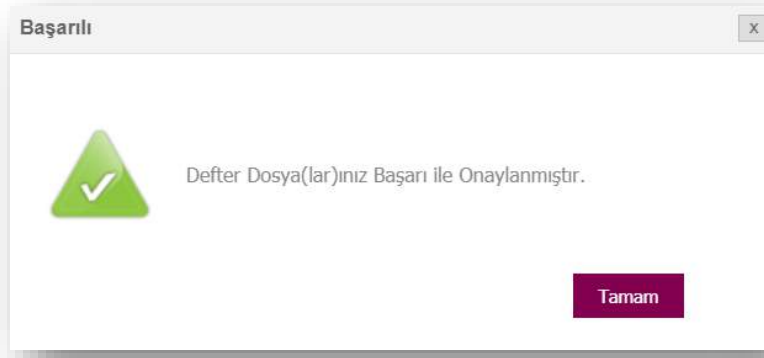 Başarılı
x
Defter Dosya(lar)ınız Başarı ile Onaylanmıştır.
Tamam